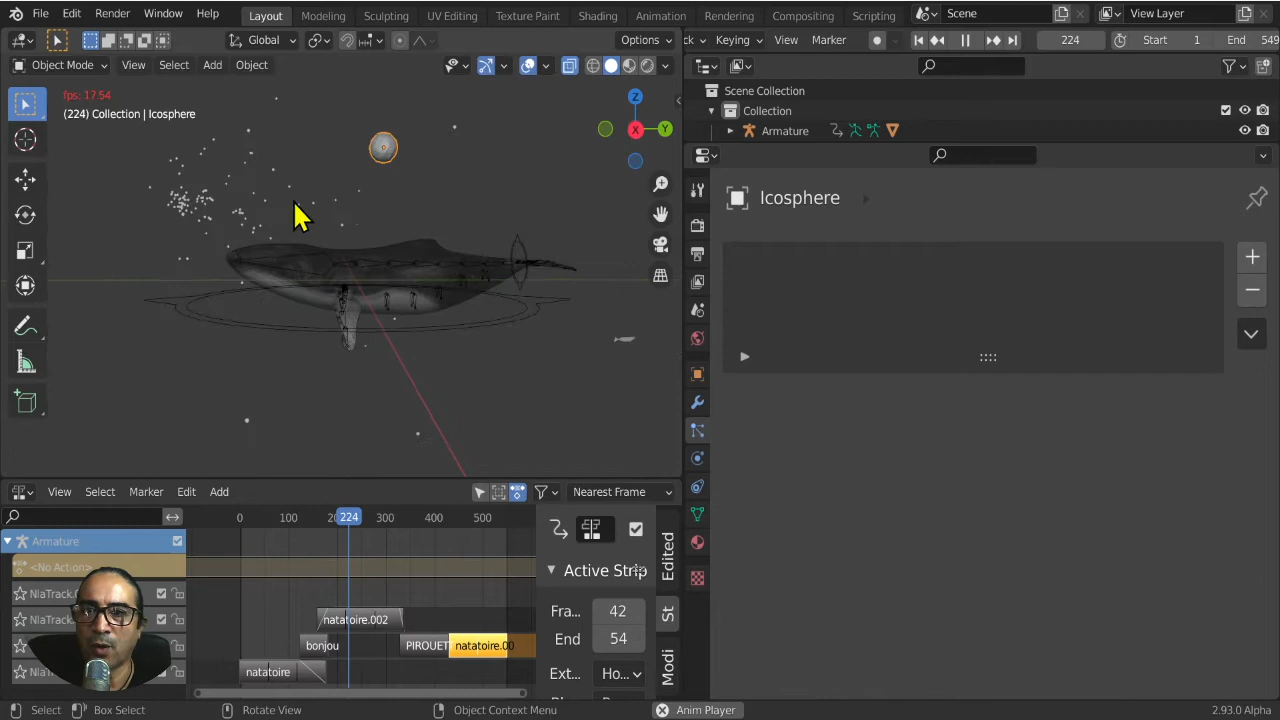 File Edit Render Window Help Layout Modeling Sculpting UV Editing Texture Paint Shading Animation Rendering Compositing Scripting Scene View Layer
Global Options
ck Keying View Marker 224 Start 1 End 549
Object Mode View Select Add Object
fps: 17.54
(224) Collection | Icosphere
Z
Y
X
Scene Collection
Collection
Armature
Icosphere
View Select Marker Edit Add Nearest Frame
0 100 20 224 300 400 500
Armature
<No Action>
NlaTrack.
NlaTrack.
natatoire.002
bonjou PIROUET natatoire.00
NlaT
natatoire
Active Strip
Fra... 42
End 54
Ext... Ho...
Edited
St
Modi
Select Box Select Rotate View Object Context Menu Anim Player 2.93.0 Alpha